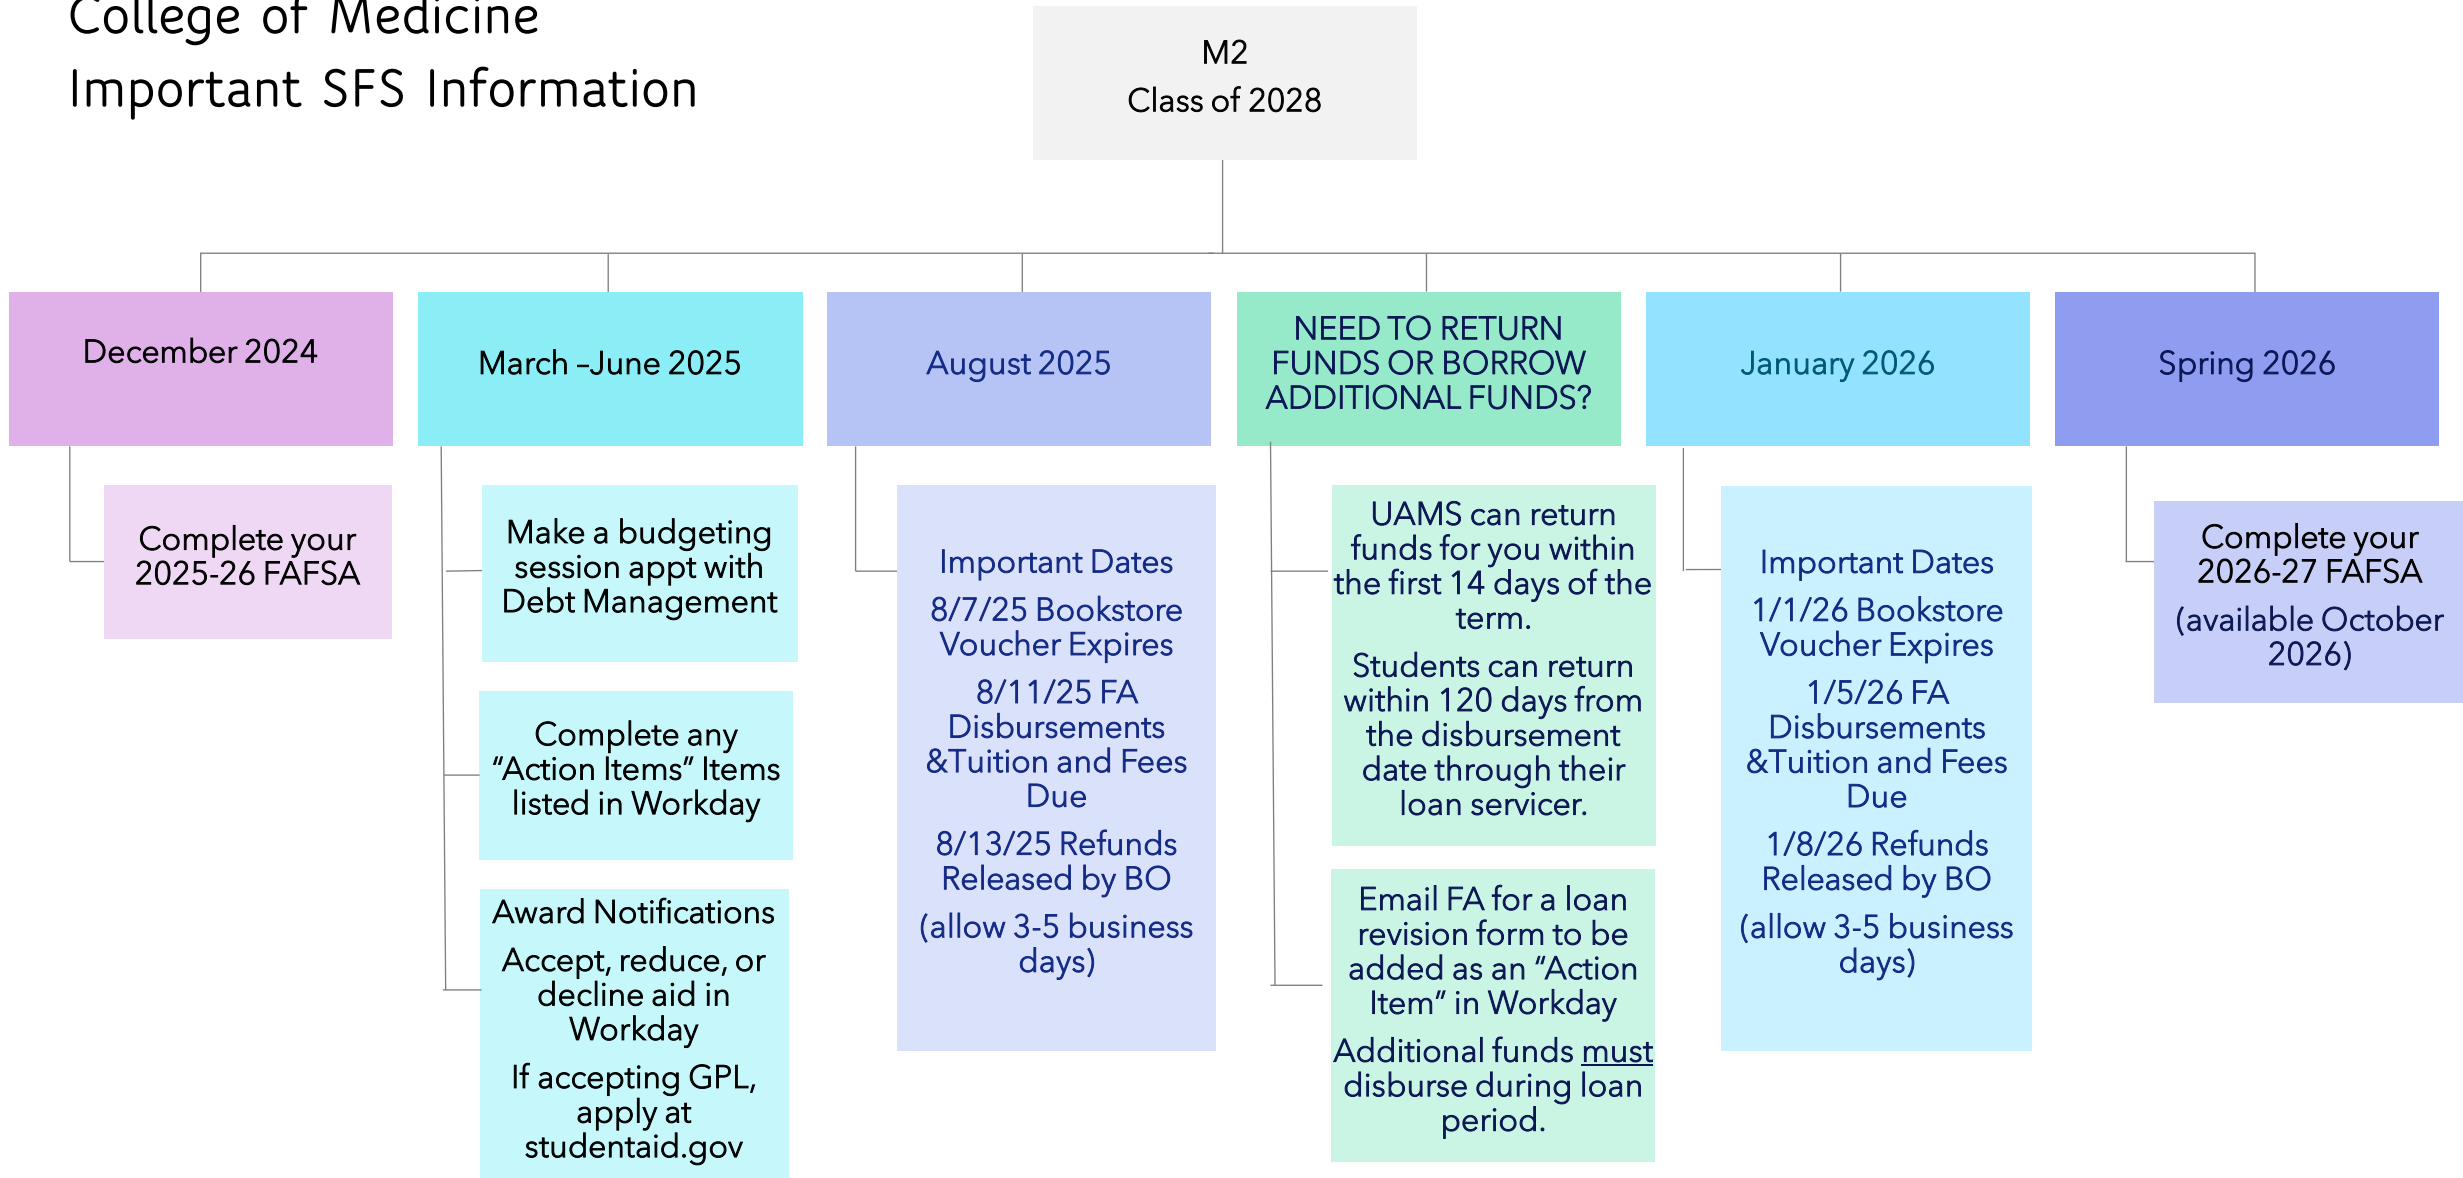 College of Medicine
Important SFS Information
M2
Class of 2028
December 2024
Complete your
2025-26 FAFSA
March –June 2025
Make a budgeting
session appt with
Debt Management
Complete any
“Action Items” Items
listed in Workday
Award Notifications
Accept, reduce, or
decline aid in
Workday
If accepting GPL,
apply at
studentaid.gov
August 2025
Important Dates
8/7/25 Bookstore
Voucher Expires
8/11/25 FA
Disbursements
&Tuition and Fees
Due
8/13/25 Refunds
Released by BO
(allow 3-5 business
days)
NEED TO RETURN
FUNDS OR BORROW
ADDITIONAL FUNDS?
UAMS can return
funds for you within
the first 14 days of the
term.
Students can return
within 120 days from
the disbursement
date through their
loan servicer.
Email FA for a loan
revision form to be
added as an “Action
Item” in Workday
Additional funds must
disburse during loan
period.
January 2026
Important Dates
1/1/26 Bookstore
Voucher Expires
1/5/26 FA
Disbursements
&Tuition and Fees
Due
1/8/26 Refunds
Released by BO
(allow 3-5 business
days)
Spring 2026
Complete your
2026-27 FAFSA
(available October
2026)